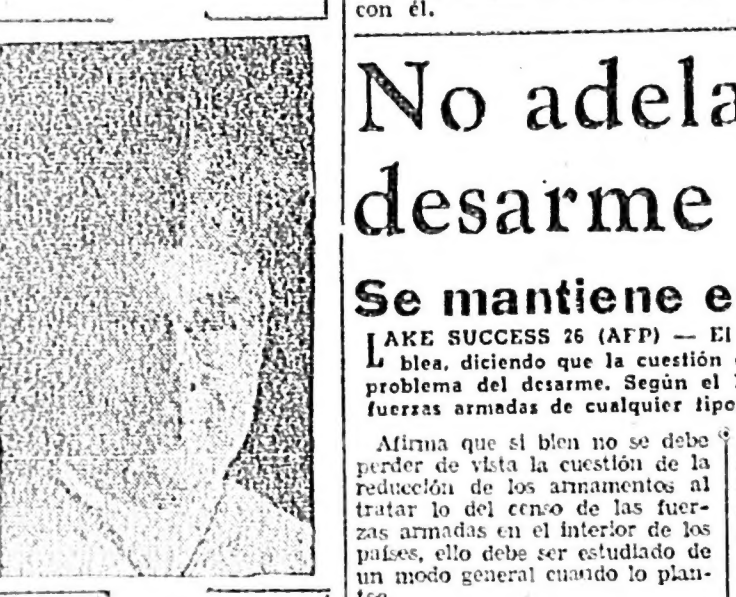 con él.
No adela
desarme
Se mantiene e
LAKE SUCCESS 26 (AFP) — El
blea, diciendo que la cuestión
problema del desarme. Según el
fuerzas armadas de cualquier tipo
Afirma que si bien no se debe
perder de vista la cuestión de la
reducción de los armamentos al
tratar lo del censo de las fuer-
zas armadas en el interior de los
países, ello debe ser estudiado de
un modo general cuando lo plan-